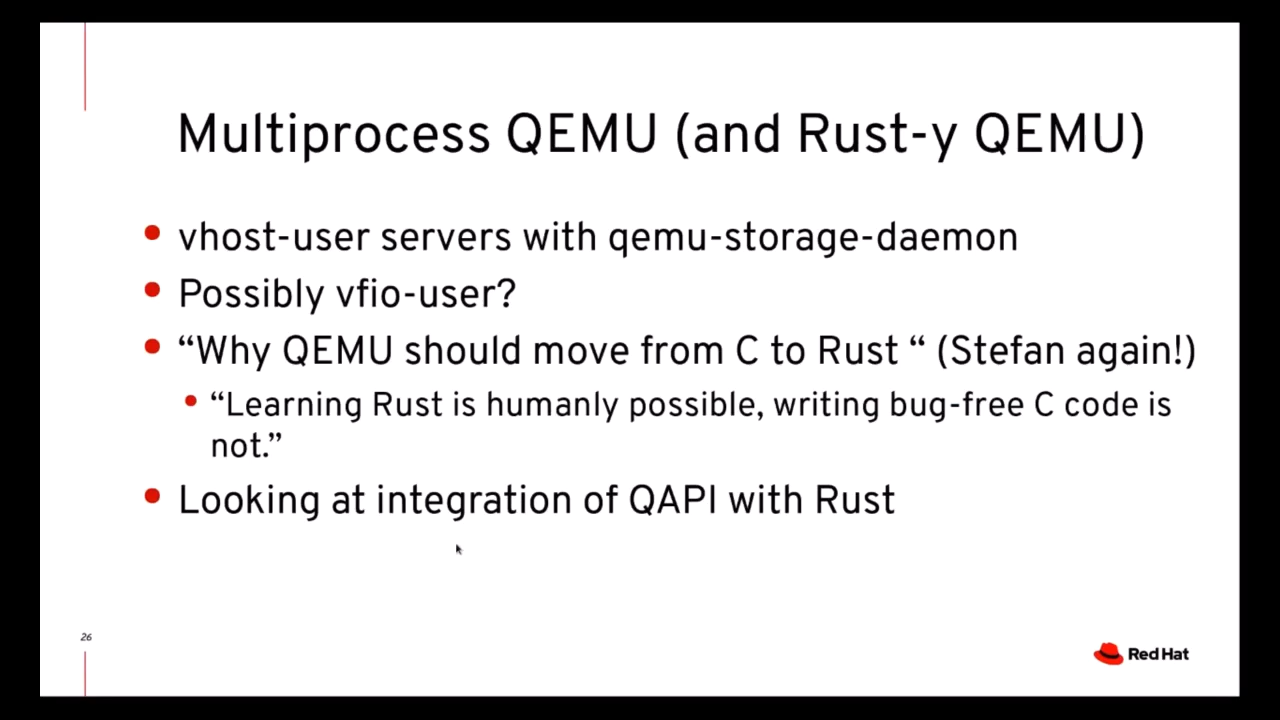 Multiprocess QEMU (and Rust-y QEMU)
• vhost-user servers with qemu-storage-daemon
• Possibly vfio-user?
• “Why QEMU should move from C to Rust “ (Stefan again!)
• “Learning Rust is humanly possible, writing bug-free C code is
not.”
• Looking at integration of QAPI with Rust
26
Red Hat